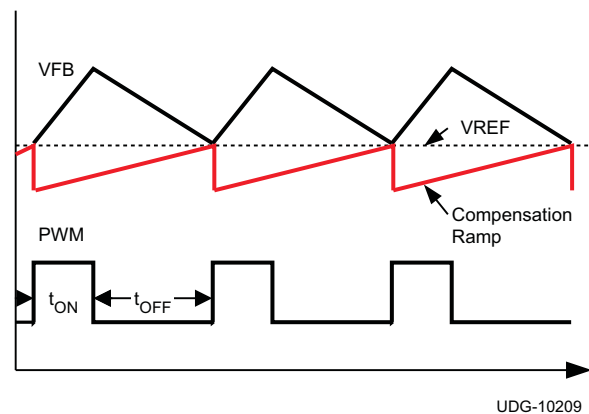 VFB
VREF
Compensation
Ramp
PWM
tON
tOFF
UDG-10209